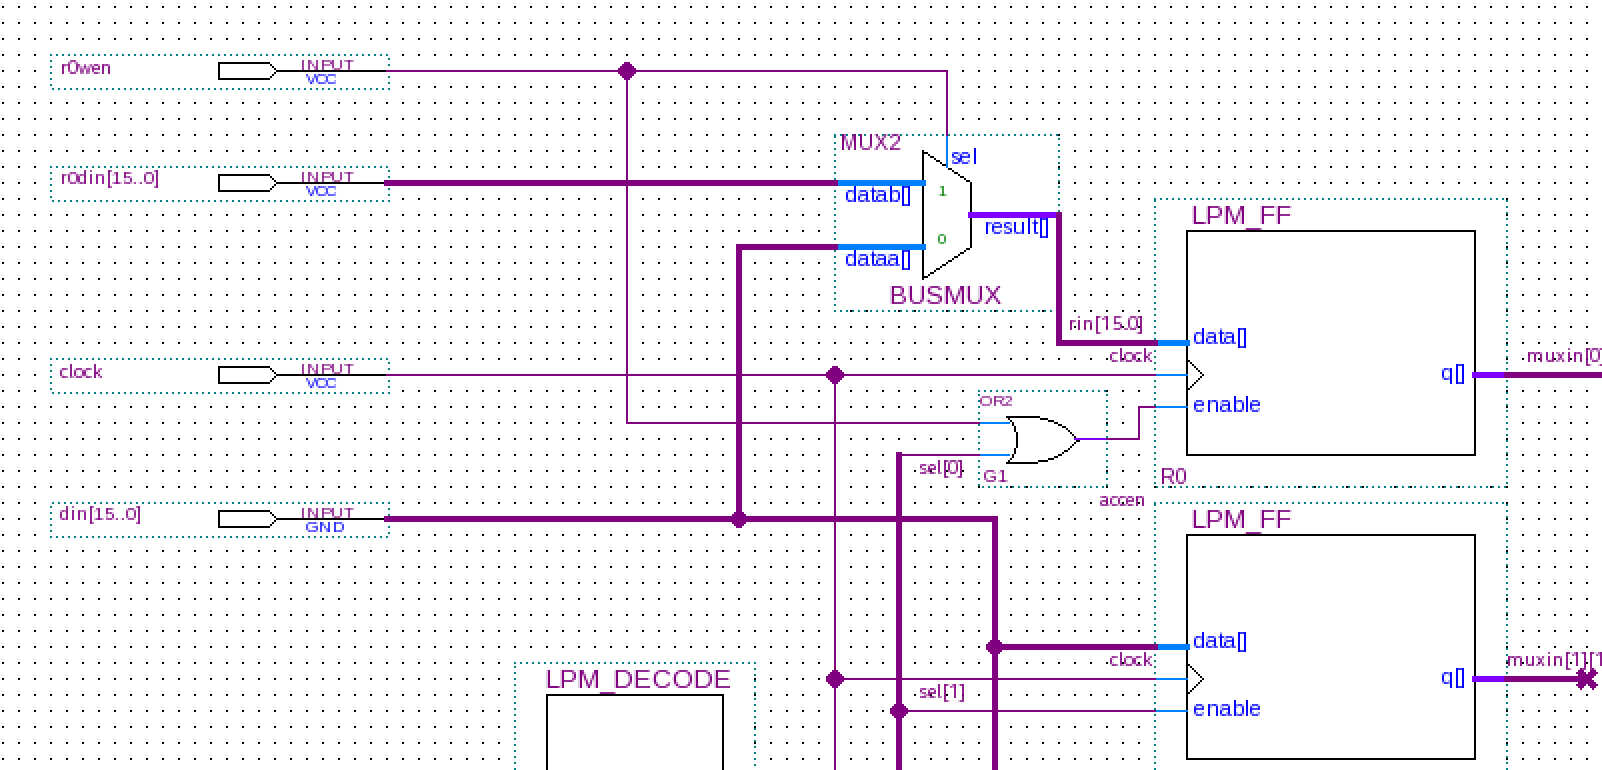 r0wen
INPUT
VCC
MUX2
sel
r0din[15..0]
INPUT
VCC
datab[]
1
result[]
dataa[]
0
BUSMUX
LPM_FF
rin[15.0]
data[]
clock
q[]
enable
R0
clock
INPUT
VCC
OR2
sel[0]
G1
accen
din[15..0]
INPUT
GND
LPM_FF
data[]
clock
q[]
sel[1]
enable
LPM_DECODE
muxin[0]
muxin[1][1